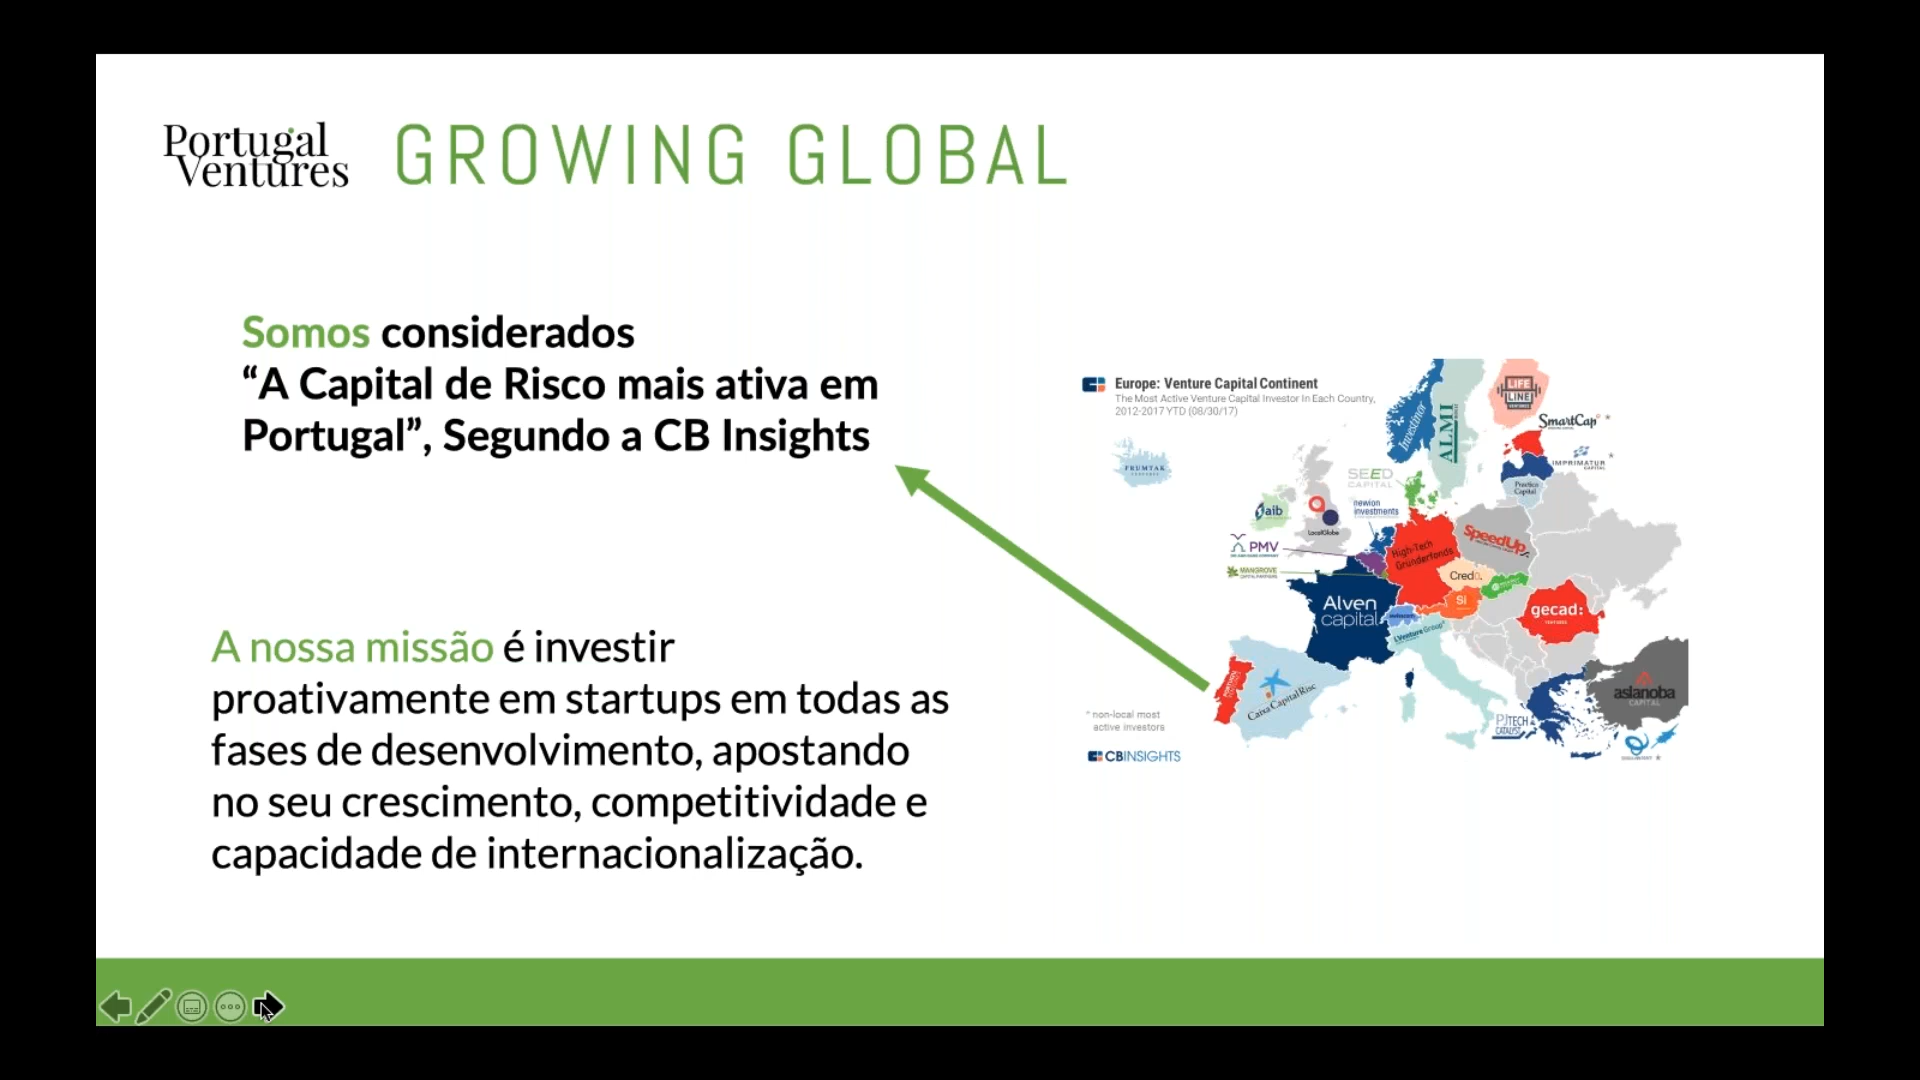 Portugal
Ventures
GROWING GLOBAL
Somos considerados
“A Capital de Risco mais ativa em
Portugal”, Segundo a CB Insights
A nossa missão é investir
proativamente em startups em todas as
fases de desenvolvimento, apostando
no seu crescimento, competitividade e
capacidade de internacionalização.
Europe: Venture Capital Continent
The Most Active Venture Capital Investor In Each Country,
2012-2017 YTD (08/30/17)
FRUMTAK
Investinor
ALMI
LIFE
LINE
VENTURES
SmartCap *
IMPRIMATUR *
CAPITAL
Practica
Capital
SEED
CAPITAL
newion
investments
aib
LocalGlobe
PMV
MANGROVE
CAPITAL PARTNERS
High-Tech
Gründerfonds
SpeedUp
Credo
SI
Alven
capital
LVenture Group
gecad:
VENTURES
Caixa Capital Risc
PJTECH
CATALYST
aslanoba
CAPITAL
* non-local most
active investors
CBINSIGHTS